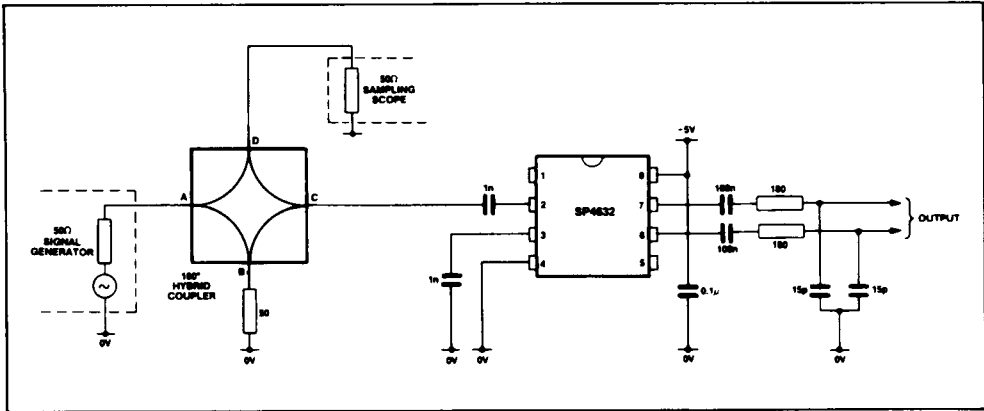 50Ω
SAMPLING
SCOPE
D
A
C
B
50Ω
SIGNAL
GENERATOR
0V
180°
HYBRID
COUPLER
50
0V
1n
1n
0V
0V
SP4632
1
2
3
4
8
7
6
5
-5V
100n
180
100n
180
0.1μ
0V
15p
15p
0V
OUTPUT